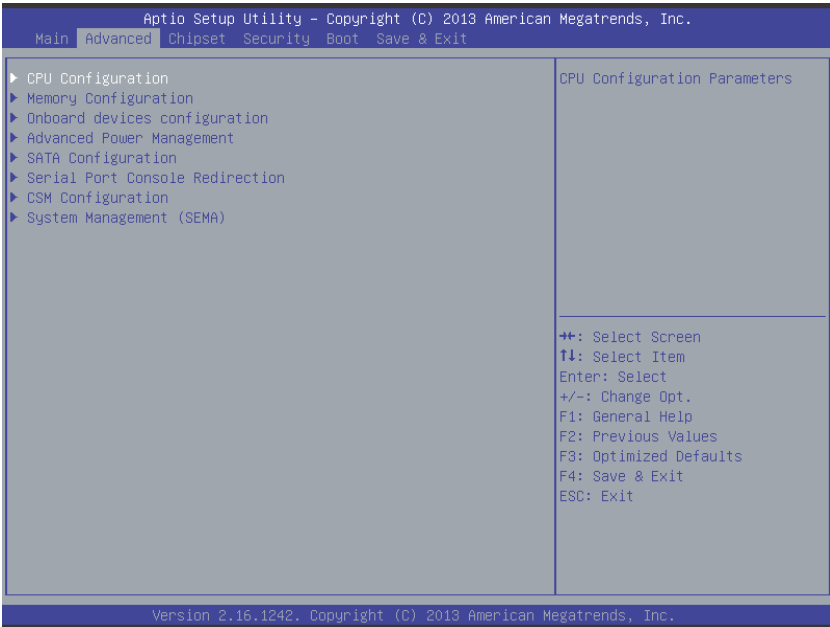 Aptio Setup Utility – Copyright (C) 2013 American Megatrends, Inc.
Main Advanced Chipset Security Boot Save & Exit
▶ CPU Configuration
▶ Memory Configuration
▶ Onboard devices configuration
▶ Advanced Power Management
▶ SATA Configuration
▶ Serial Port Console Redirection
▶ CSM Configuration
▶ System Management (SEMA)
CPU Configuration Parameters
→←: Select Screen
↑↓: Select Item
Enter: Select
+/-: Change Opt.
F1: General Help
F2: Previous Values
F3: Optimized Defaults
F4: Save & Exit
ESC: Exit
Version 2.16.1242. Copyright (C) 2013 American Megatrends, Inc.